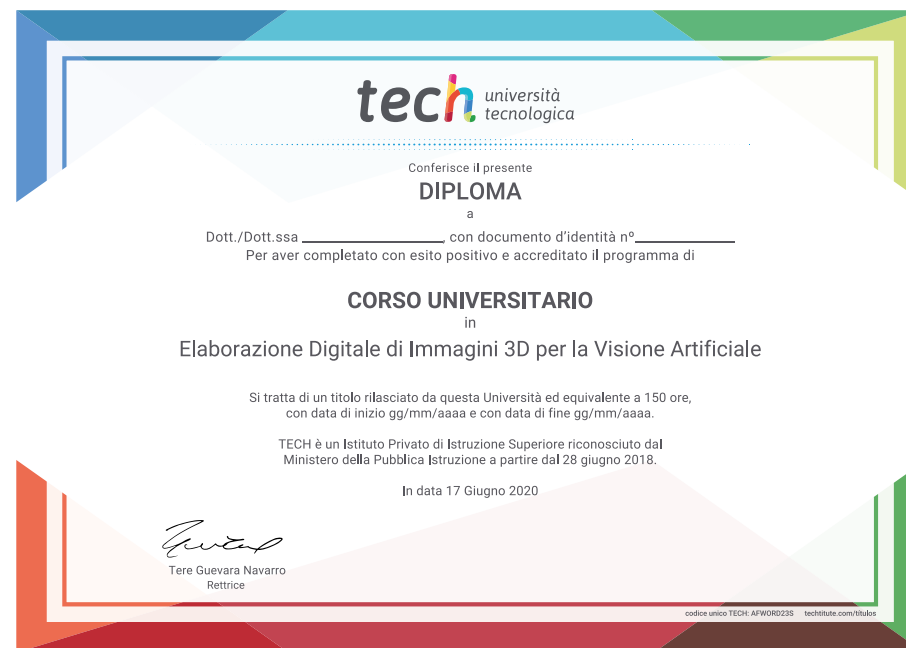 tech università
tecnologica
Conferisce il presente
DIPLOMA
a
Dott./Dott.ssa ____________________, con documento d'identità nº______________
Per aver completato con esito positivo e accreditato il programma di
CORSO UNIVERSITARIO
in
Elaborazione Digitale di Immagini 3D per la Visione Artificiale
Si tratta di un titolo rilasciato da questa Università ed equivalente a 150 ore,
con data di inizio gg/mm/aaaa e con data di fine gg/mm/aaaa.
TECH è un Istituto Privato di Istruzione Superiore riconosciuto dal
Ministero della Pubblica Istruzione a partire dal 28 giugno 2018.
In data 17 Giugno 2020
Tere Guevara Navarro
Rettrice
codice unico TECH: AFWORD23S techtitute.com/títulos